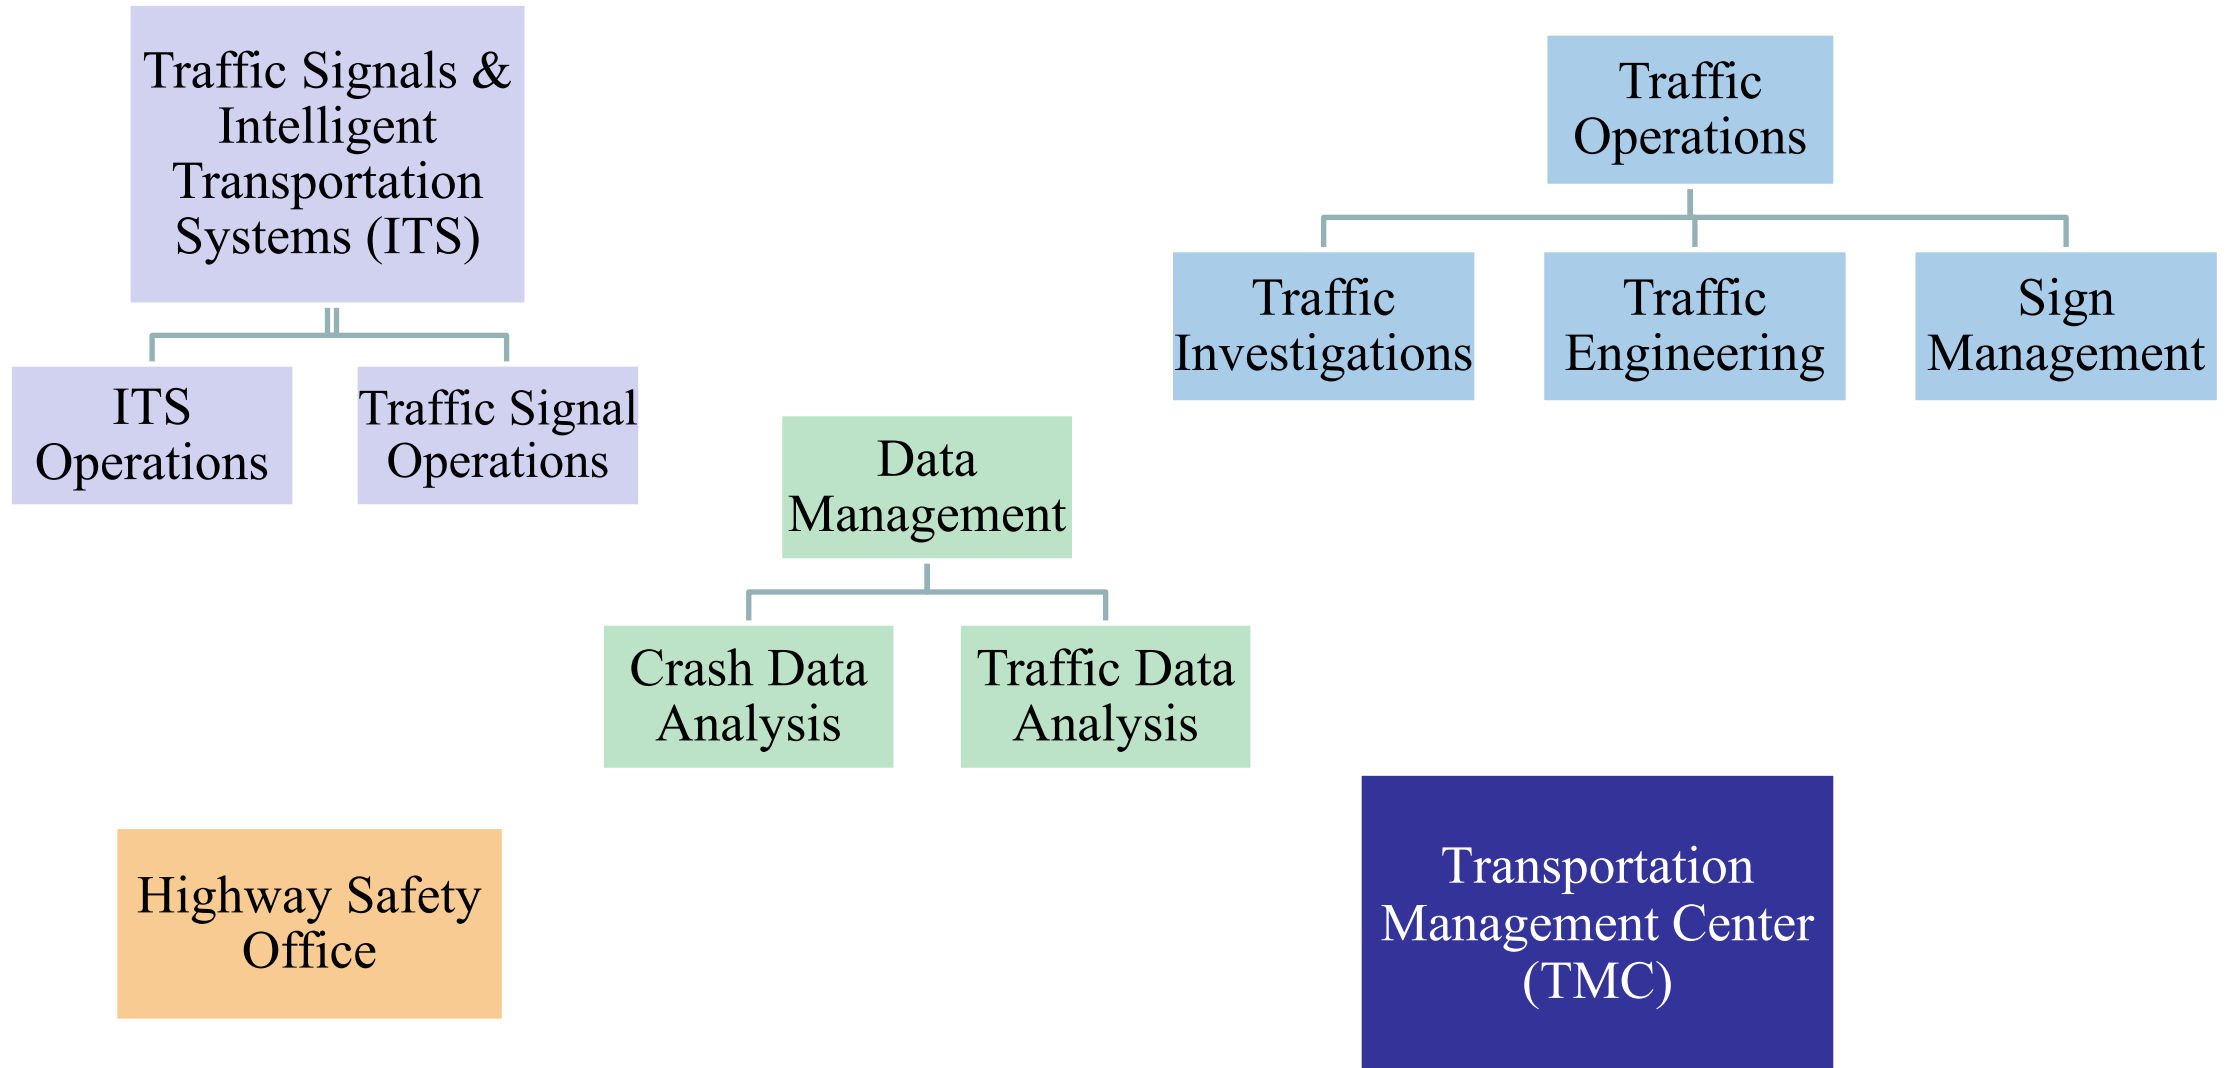 Traffic Signals &
Intelligent
Transportation
Systems (ITS)
ITS
Operations
Traffic Signal
Operations
Traffic
Operations
Traffic
Investigations
Traffic
Engineering
Sign
Management
Data
Management
Crash Data
Analysis
Traffic Data
Analysis
Highway Safety
Office
Transportation
Management Center
(TMC)